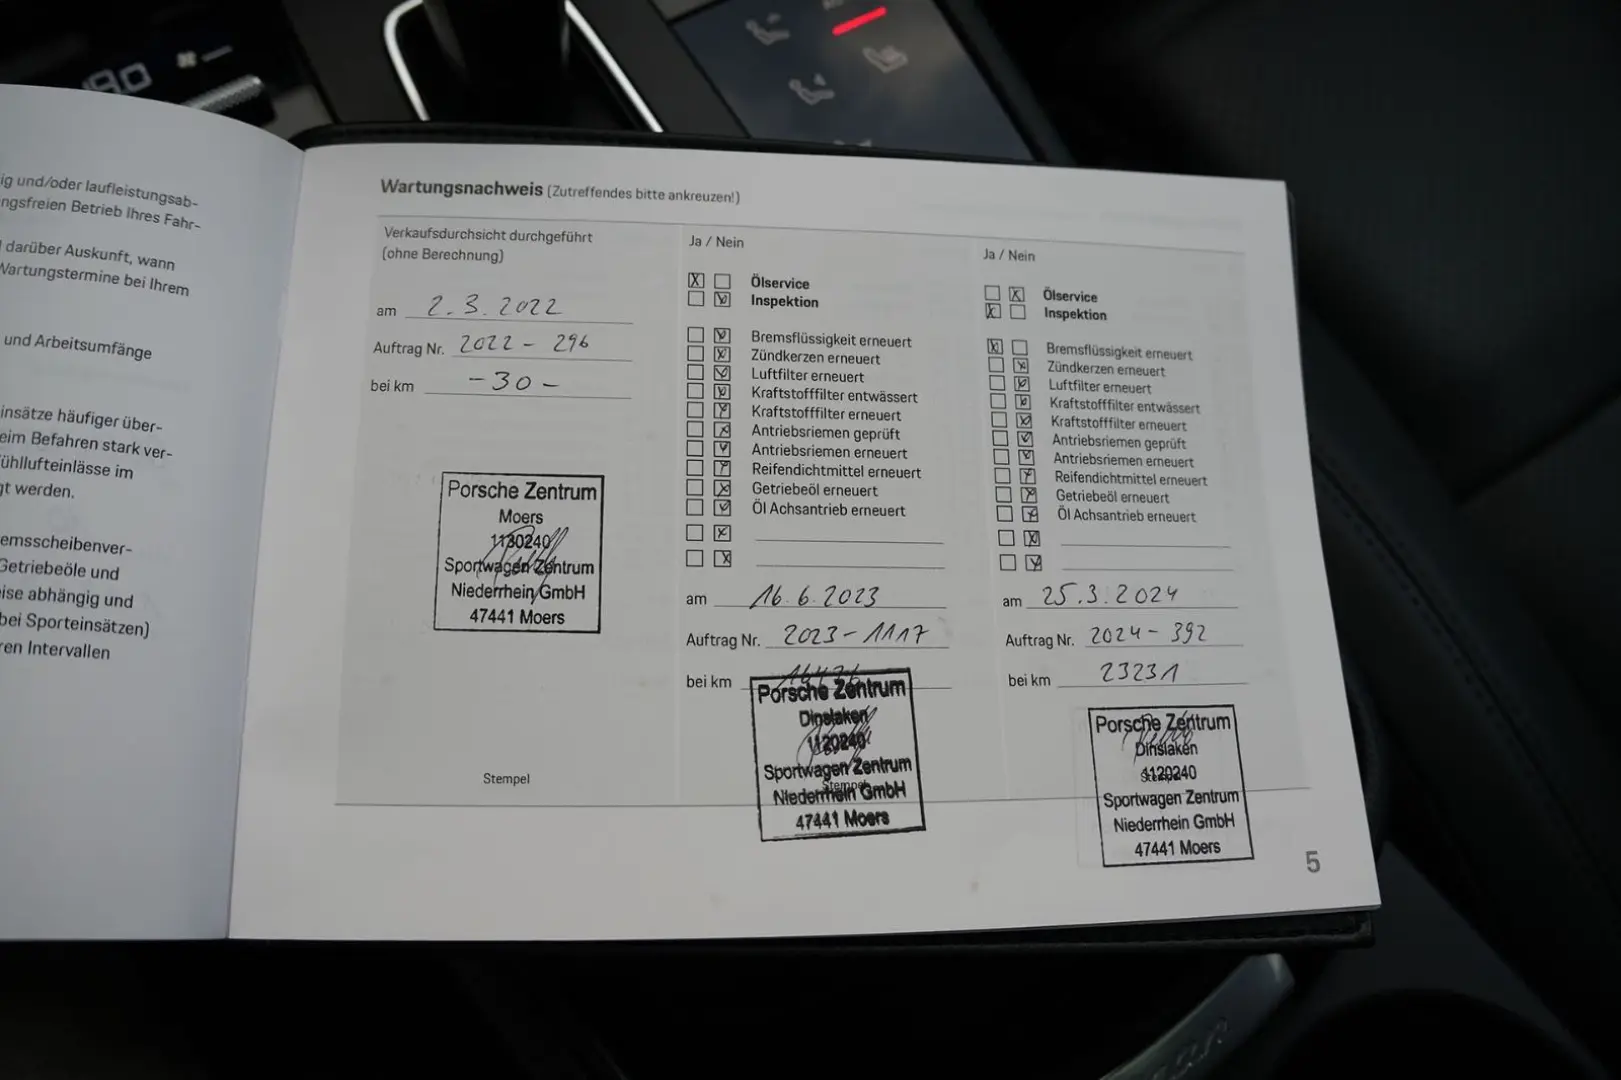 19.0
ig und/oder laufleistungsab-
ngsfreien Betrieb Ihres Fahr-
darüber Auskunft, wann
Wartungstermine bei Ihrem
und Arbeitsumfänge
insätze häufiger über-
eim Befahren stark ver-
ühllufteinlässe im
gt werden.
emsscheibenver-
Getriebeöle und
ise abhängig und
bei Sporteinsätzen)
ren Intervallen
Wartungsnachweis (Zutreffendes bitte ankreuzen!)
Verkaufsdurchsicht durchgeführt
(ohne Berechnung)
am 2.3.2022
Auftrag Nr. 2022 - 296
bei km -30-
Porsche Zentrum
Moers
1130240
Sportwagen Zentrum
Niederrhein GmbH
47441 Moers
Stempel
Ja / Nein
X Ölservice
Inspektion
Bremsflüssigkeit erneuert
Zündkerzen erneuert
Luftfilter erneuert
Kraftstofffilter entwässert
Kraftstofffilter erneuert
Antriebsriemen geprüft
Antriebsriemen erneuert
Reifendichtmittel erneuert
Getriebeöl erneuert
Öl Achsantrieb erneuert
am 16.6.2023
Auftrag Nr. 2023-1117
bei km
Porsche Zentrum
Dinslaken
1120240
Sportwagen Zentrum
Stempel
Niederrhein GmbH
47441 Moers
Ja / Nein
X Ölservice
X Inspektion
X Bremsflüssigkeit erneuert
Zündkerzen erneuert
Luftfilter erneuert
Kraftstofffilter entwässert
Kraftstofffilter erneuert
Antriebsriemen geprüft
Antriebsriemen erneuert
Reifendichtmittel erneuert
Getriebeöl erneuert
Öl Achsantrieb erneuert
am 25.3.2024
Auftrag Nr. 2024-392
bei km 23231
Porsche Zentrum
Dinslaken
1120240
Sportwagen Zentrum
Niederrhein GmbH
47441 Moers
5